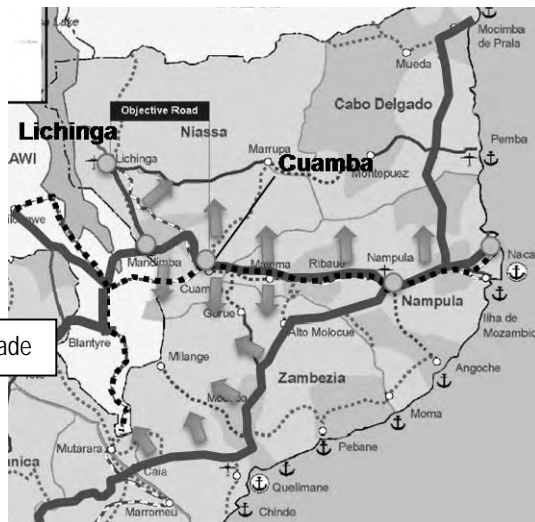 Mocimba
de Prala
Mueda
Cabo Delgado
Objective Road
Lichinga
Niassa
AWI
Lichinga
Marrupa
Cuamba
Montepuez
Pemba
Mandimba
Cuam
Ribaue
Nampula
Naca
Nampula
Gurue
Ilha de
Mozambic
Alto Molocue
ade
Blantyre
Milange
Zambezia
Angoche
Moma
Pebane
Mutarara
anica
Caia
Quelimane
Marromeu
Chinde